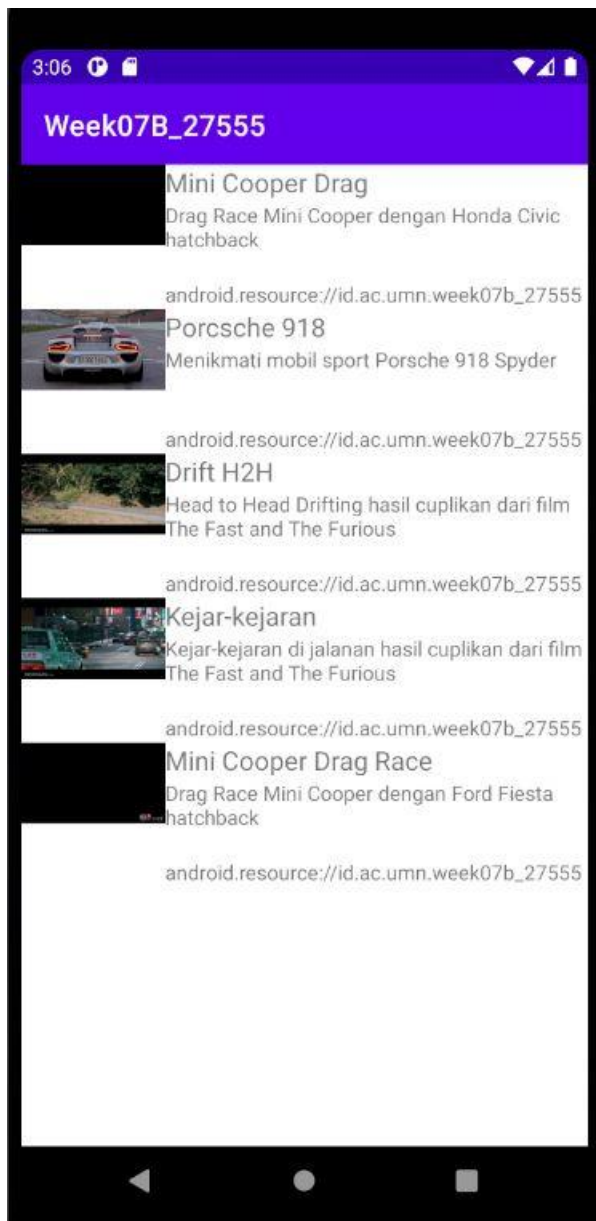 3:06
Week07B_27555
Mini Cooper Drag
Drag Race Mini Cooper dengan Honda Civic
hatchback
android.resource://id.ac.umn.week07b_27555
Porcsche 918
Menikmati mobil sport Porsche 918 Spyder
android.resource://id.ac.umn.week07b_27555
Drift H2H
Head to Head Drifting hasil cuplikan dari film
The Fast and The Furious
android.resource://id.ac.umn.week07b_27555
Kejar-kejaran
Kejar-kejaran di jalanan hasil cuplikan dari film
The Fast and The Furious
android.resource://id.ac.umn.week07b_27555
Mini Cooper Drag Race
Drag Race Mini Cooper dengan Ford Fiesta
hatchback
android.resource://id.ac.umn.week07b_27555